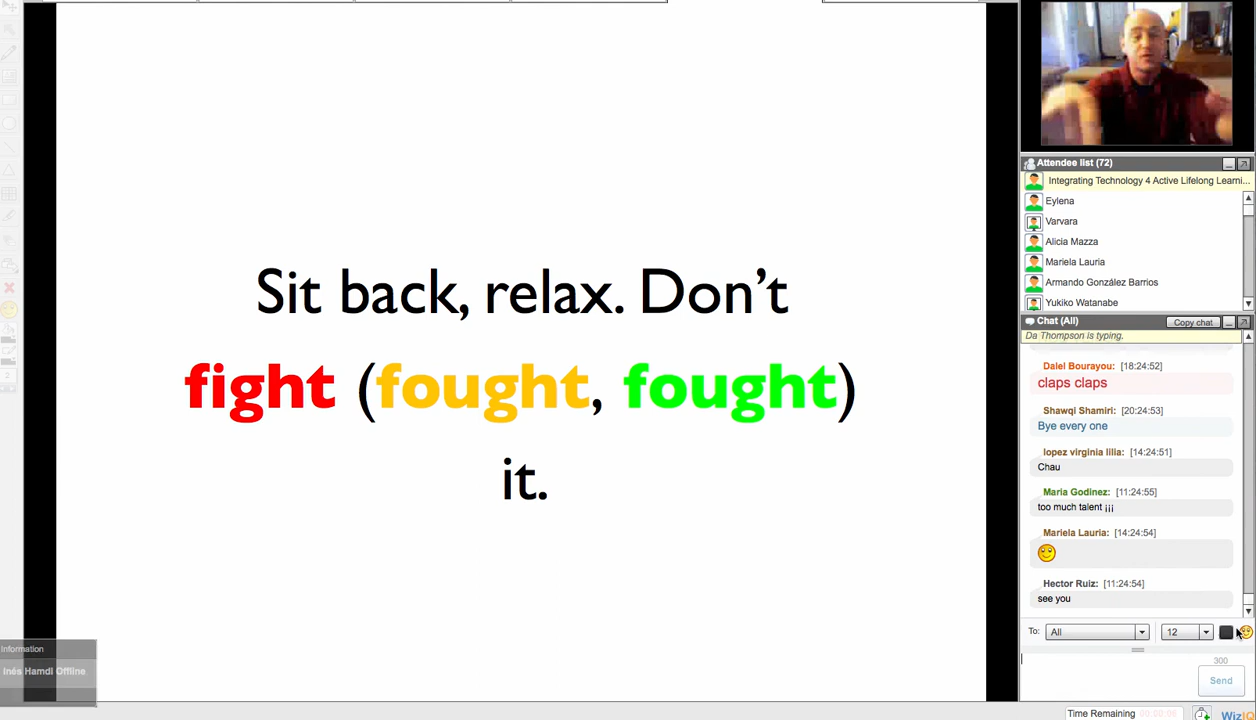 Sit back, relax. Don't
fight (fought, fought)
it.
Information
Inés Hamdi Offline
Attendee list (72)
Integrating Technology 4 Active Lifelong Learni...
Eylena
Varvara
Alicia Mazza
Mariela Lauria
Armando González Barrios
Yukiko Watanabe
Chat (All)
Copy chat
Da Thompson is typing.
Dalel Bourayou: [18:24:52]
claps claps
Shawqi Shamiri: [20:24:53]
Bye every one
lopez virginia lilia: [14:24:51]
Chau
Maria Godinez: [11:24:55]
too much talent ¡¡¡
Mariela Lauria: [14:24:54]
Hector Ruiz: [11:24:54]
see you
To: All 12
300
Send
Time Remaining
WizIQ